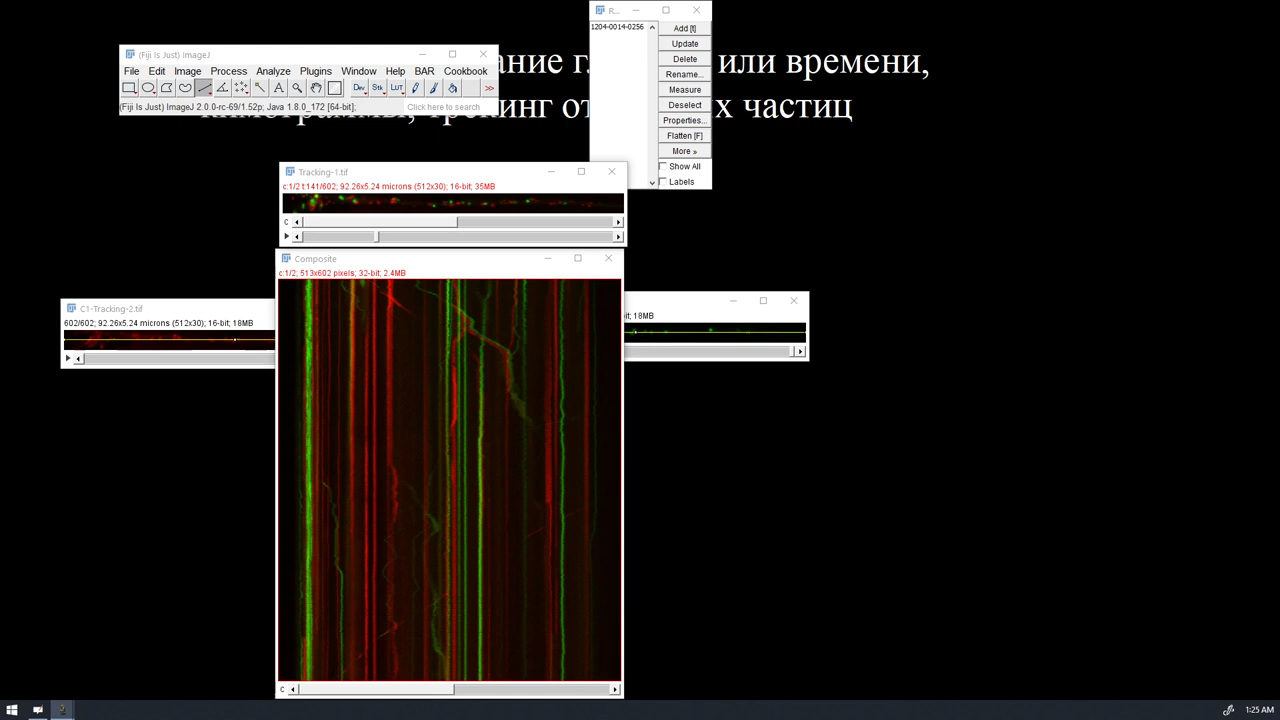 R...
1204-0014-0256
Add [t]
Update
Delete
Rename...
Measure
Deselect
Properties...
Flatten [F]
More »
Show All
Labels
(Fiji Is Just) ImageJ
File Edit Image Process Analyze Plugins Window Help BAR Cookbook
Dev Stk LUT >>
(Fiji Is Just) ImageJ 2.0.0-rc-69/1.52p; Java 1.8.0_172 [64-bit]; Click here to search
или времени,
частиц
Tracking-1.tif
c:1/2 t:141/602; 92.26x5.24 microns (512x30); 16-bit; 35MB
c
Composite
c:1/2; 513x602 pixels; 32-bit; 2.4MB
c
C1-Tracking-2.tif
602/602; 92.26x5.24 microns (512x30); 16-bit; 18MB
bit; 18MB
1:25 AM